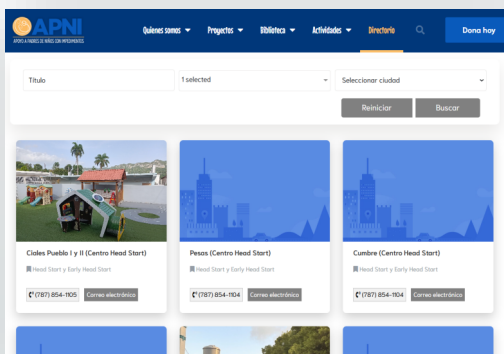 APNI
APOYO A PADRES DE NIÑOS CON IMPEDIMENTOS
Quienes somos
Proyectos
Biblioteca
Actividades
Directorio
Dona hoy
Título
1 selected
Seleccionar ciudad
Reiniciar
Buscar
Ciales Pueblo I y II (Centro Head Start)
Head Start y Early Head Start
(787) 854-1105
Correo electrónico
Pesas (Centro Head Start)
Head Start y Early Head Start
(787) 854-1104
Correo electrónico
Cumbre (Centro Head Start)
Head Start y Early Head Start
(787) 854-1104
Correo electrónico